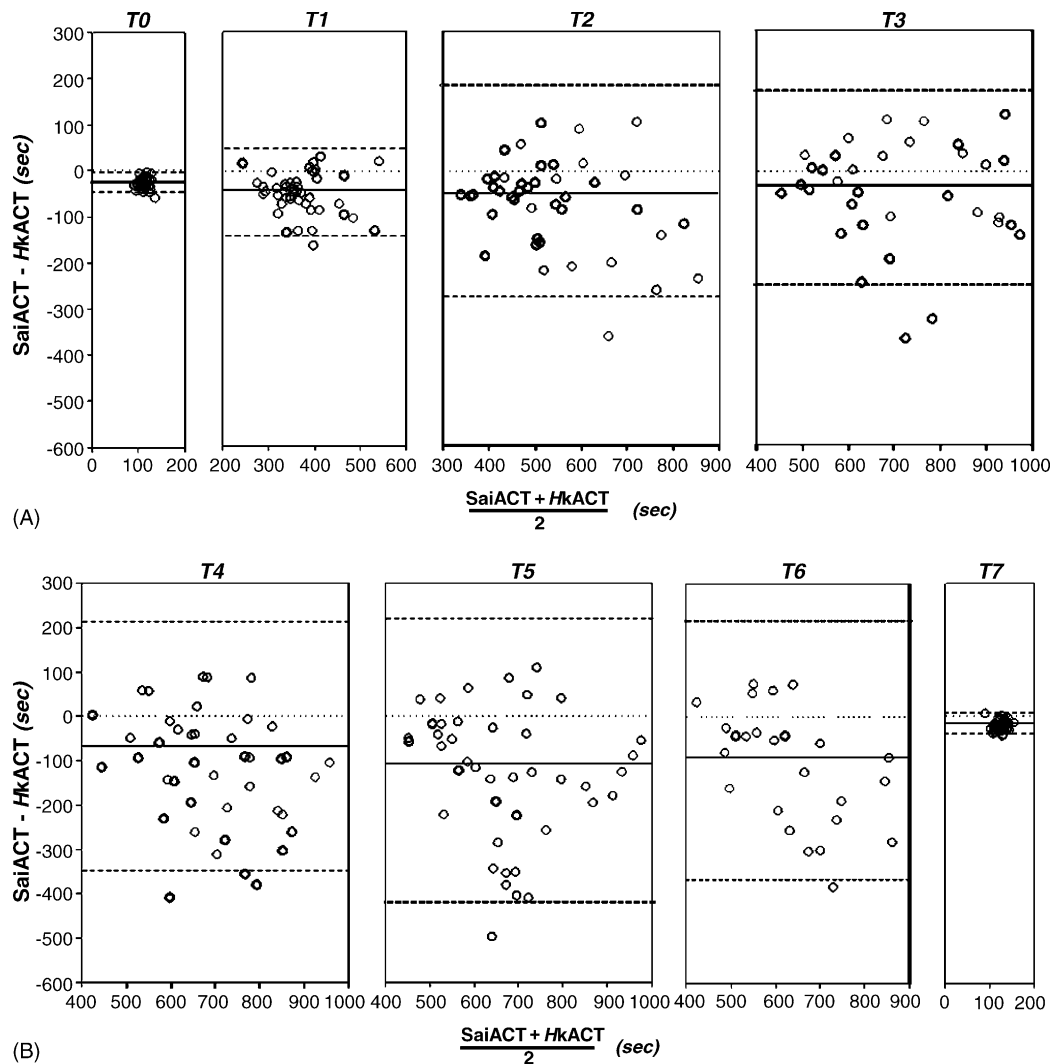 T0 T1 T2 T3
300
200
100
0
-100
-200
-300
-400
-500
-600
SaiACT - HkACT (sec)
0 100 200 200 300 400 500 600 300 400 500 600 700 800 900 400 500 600 700 800 900 1000
SaiACT + HkACT
2
(sec)
(A)
T4 T5 T6 T7
300
200
100
0
-100
-200
-300
-400
-500
-600
SaiACT - HkACT (sec)
400 500 600 700 800 900 1000 400 500 600 700 800 900 1000 400 500 600 700 800 900 0 100 200
SaiACT + HkACT
2
(sec)
(B)